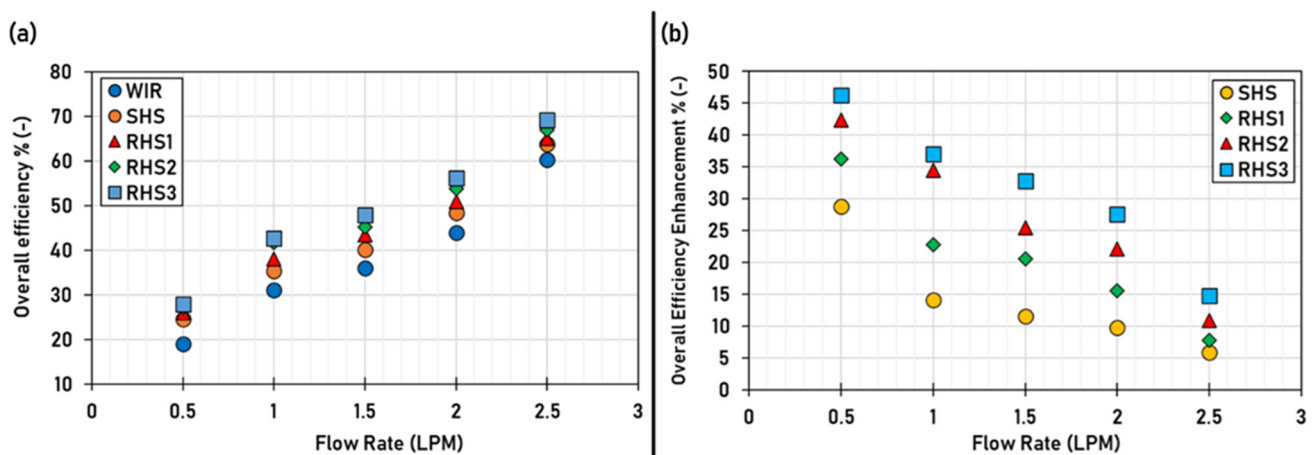 (a)
Overall efficiency % (-)
80
70
60
50
40
30
20
10
WIR
SHS
RHS1
RHS2
RHS3
0 0.5 1 1.5 2 2.5 3
Flow Rate (LPM)
(b)
Overall Efficiency Enhancement % (-)
50
45
40
35
30
25
20
15
10
5
0
SHS
RHS1
RHS2
RHS3
0 0.5 1 1.5 2 2.5 3
Flow Rate (LPM)